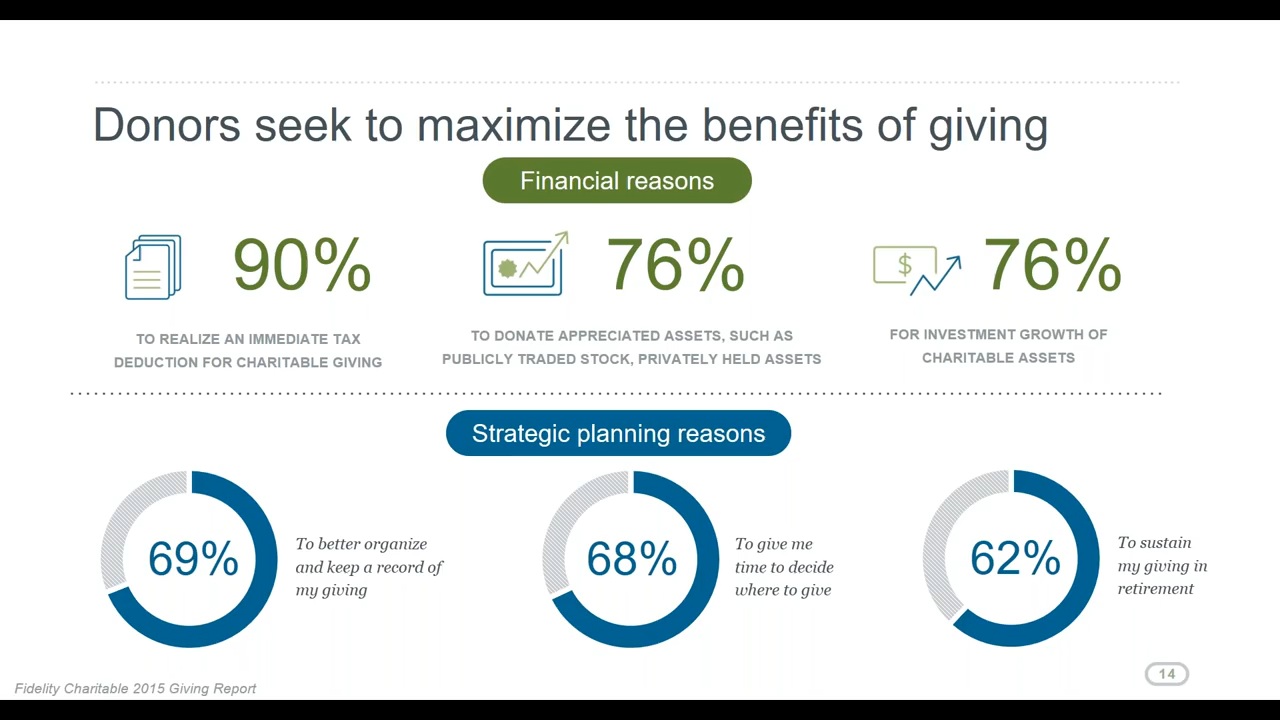 Donors seek to maximize the benefits of giving
Financial reasons
90%
TO REALIZE AN IMMEDIATE TAX
DEDUCTION FOR CHARITABLE GIVING
76%
TO DONATE APPRECIATED ASSETS, SUCH AS
PUBLICLY TRADED STOCK, PRIVATELY HELD ASSETS
$
76%
FOR INVESTMENT GROWTH OF
CHARITABLE ASSETS
Strategic planning reasons
69%
To better organize
and keep a record of
my giving
68%
To give me
time to decide
where to give
62%
To sustain
my giving in
retirement
Fidelity Charitable 2015 Giving Report
14